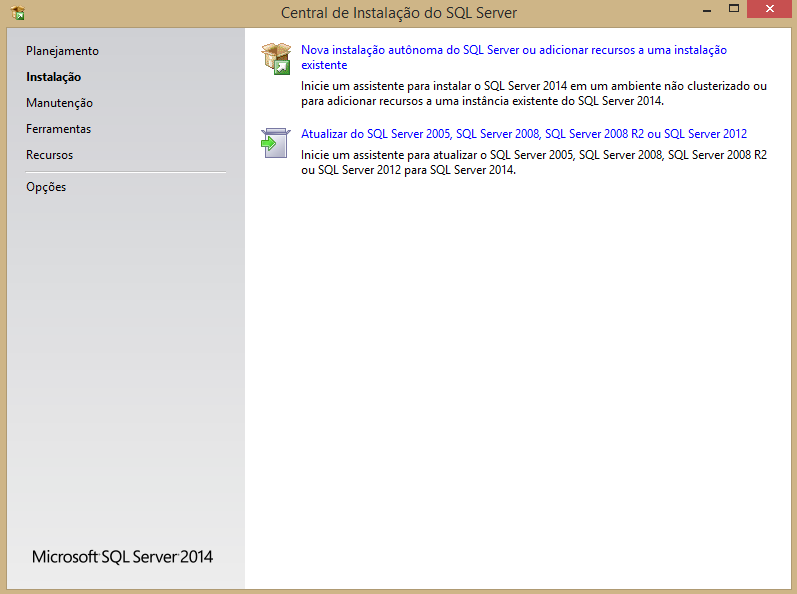 Central de Instalação do SQL Server
Planejamento
Instalação
Manutenção
Ferramentas
Recursos
Opções
Nova instalação autônoma do SQL Server ou adicionar recursos a uma instalação
existente
Inicie um assistente para instalar o SQL Server 2014 em um ambiente não clusterizado ou
para adicionar recursos a uma instância existente do SQL Server 2014.
Atualizar do SQL Server 2005, SQL Server 2008, SQL Server 2008 R2 ou SQL Server 2012
Inicie um assistente para atualizar o SQL Server 2005, SQL Server 2008, SQL Server 2008 R2
ou SQL Server 2012 para SQL Server 2014.
Microsoft SQL Server 2014